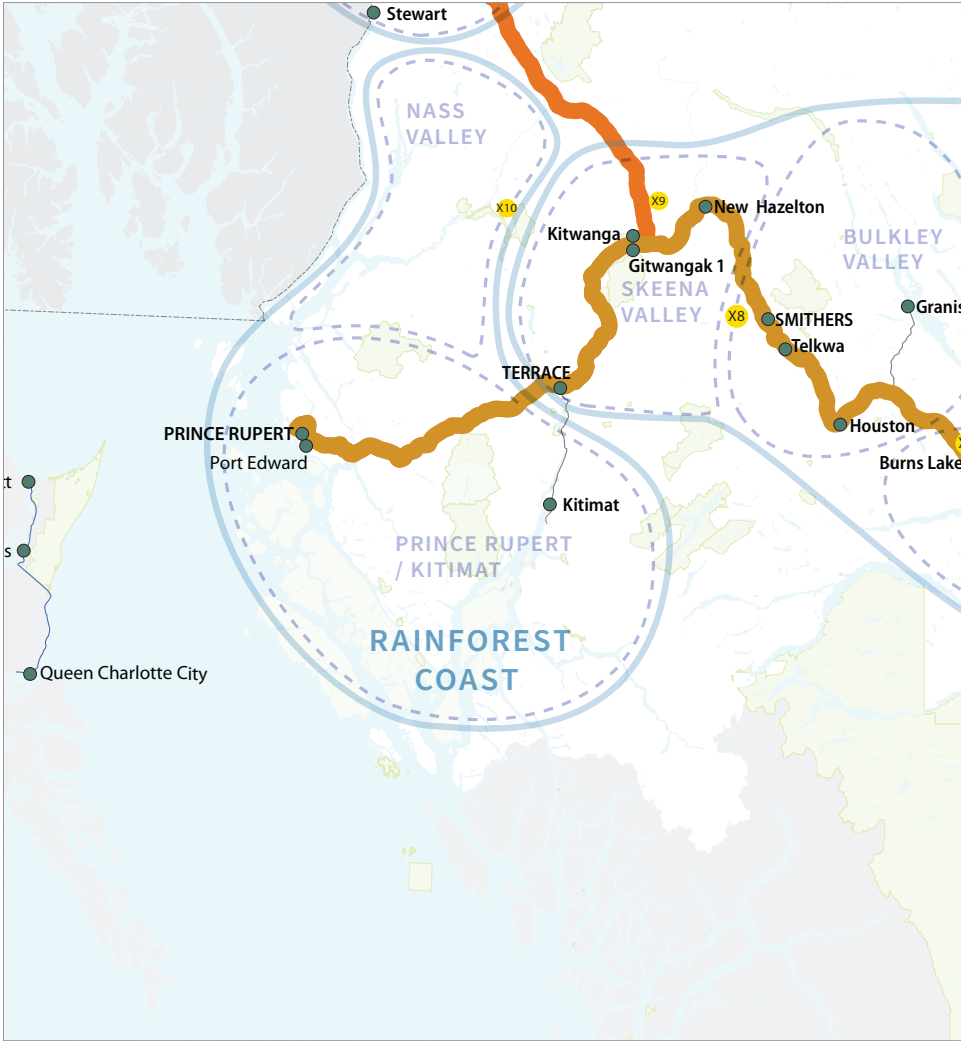 Stewart
NASS
VALLEY
X10
X9
New Hazelton
Kitwanga
Gitwangak 1
BULKLEY
VALLEY
SKEENA
VALLEY
X8
SMITHERS
Telkwa
TERRACE
PRINCE RUPERT
Port Edward
Houston
Burns Lake
Kitimat
PRINCE RUPERT
/ KITIMAT
RAINFOREST
COAST
Queen Charlotte City